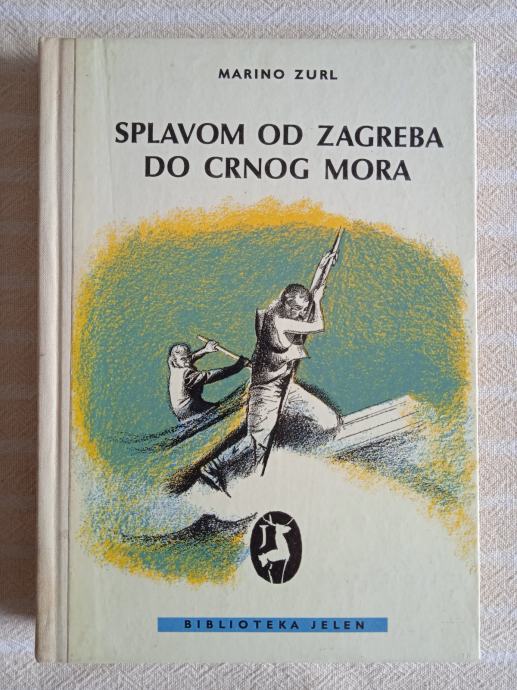 MARINO ZURL
SPLAVOM OD ZAGREBA
DO CRNOG MORA
BIBLIOTEKA JELEN